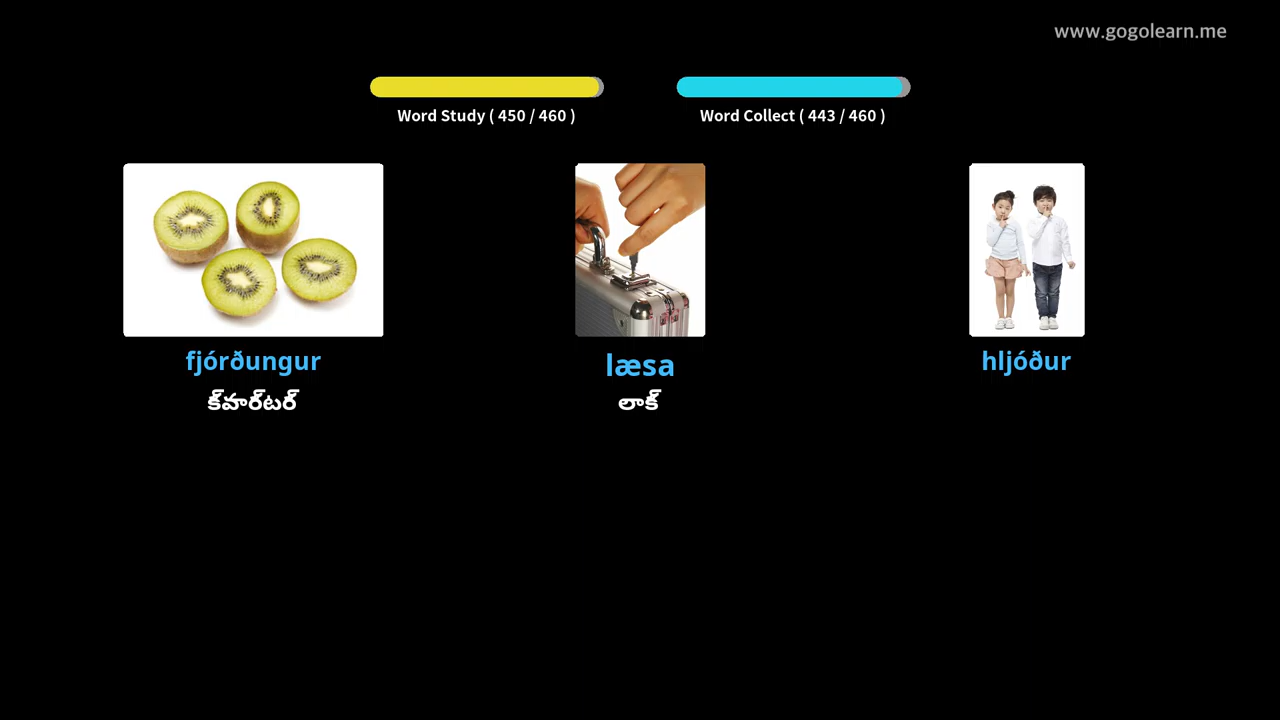 www.gogolearn.me
Word Study ( 450 / 460 )
Word Collect ( 443 / 460 )
fjórðungur
læsa
hljóður
క్‌వార్‌టర్
లాక్